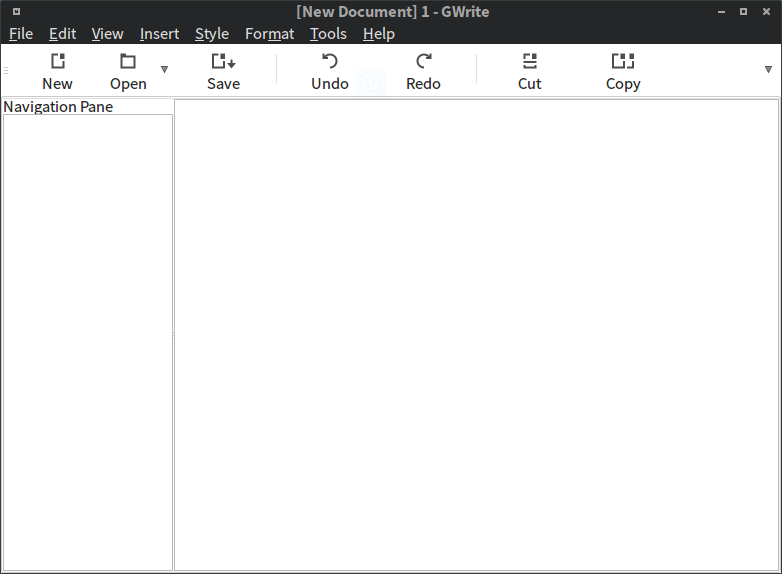 [New Document] 1 - GWrite
File Edit View Insert Style Format Tools Help
New Open Save Undo Redo Cut Copy
Navigation Pane